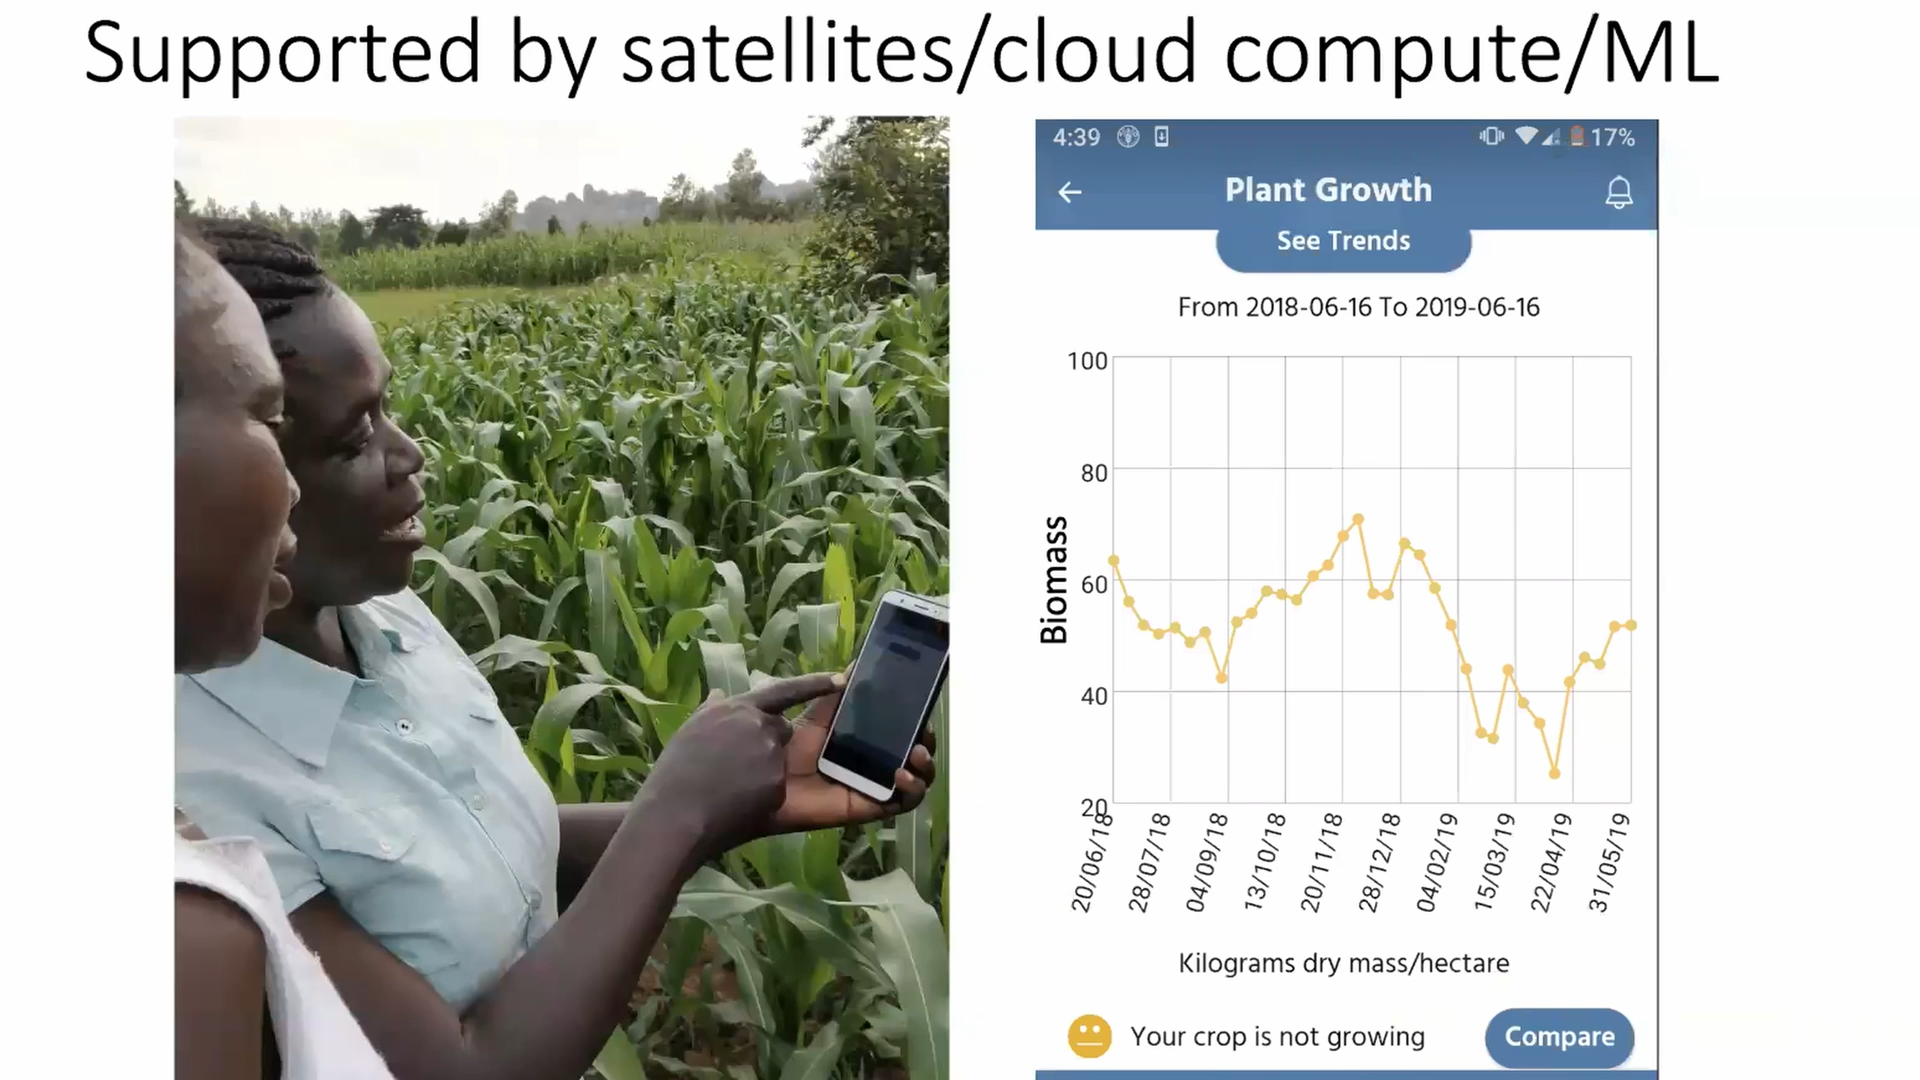 Supported by satellites/cloud compute/ML
4:39 17%
Plant Growth
See Trends
From 2018-06-16 To 2019-06-16
100
80
60
40
20
Biomass
20/06/18 28/07/18 04/09/18 13/10/18 20/11/18 28/12/18 04/02/19 15/03/19 22/04/19 31/05/19
Kilograms dry mass/hectare
Your crop is not growing
Compare